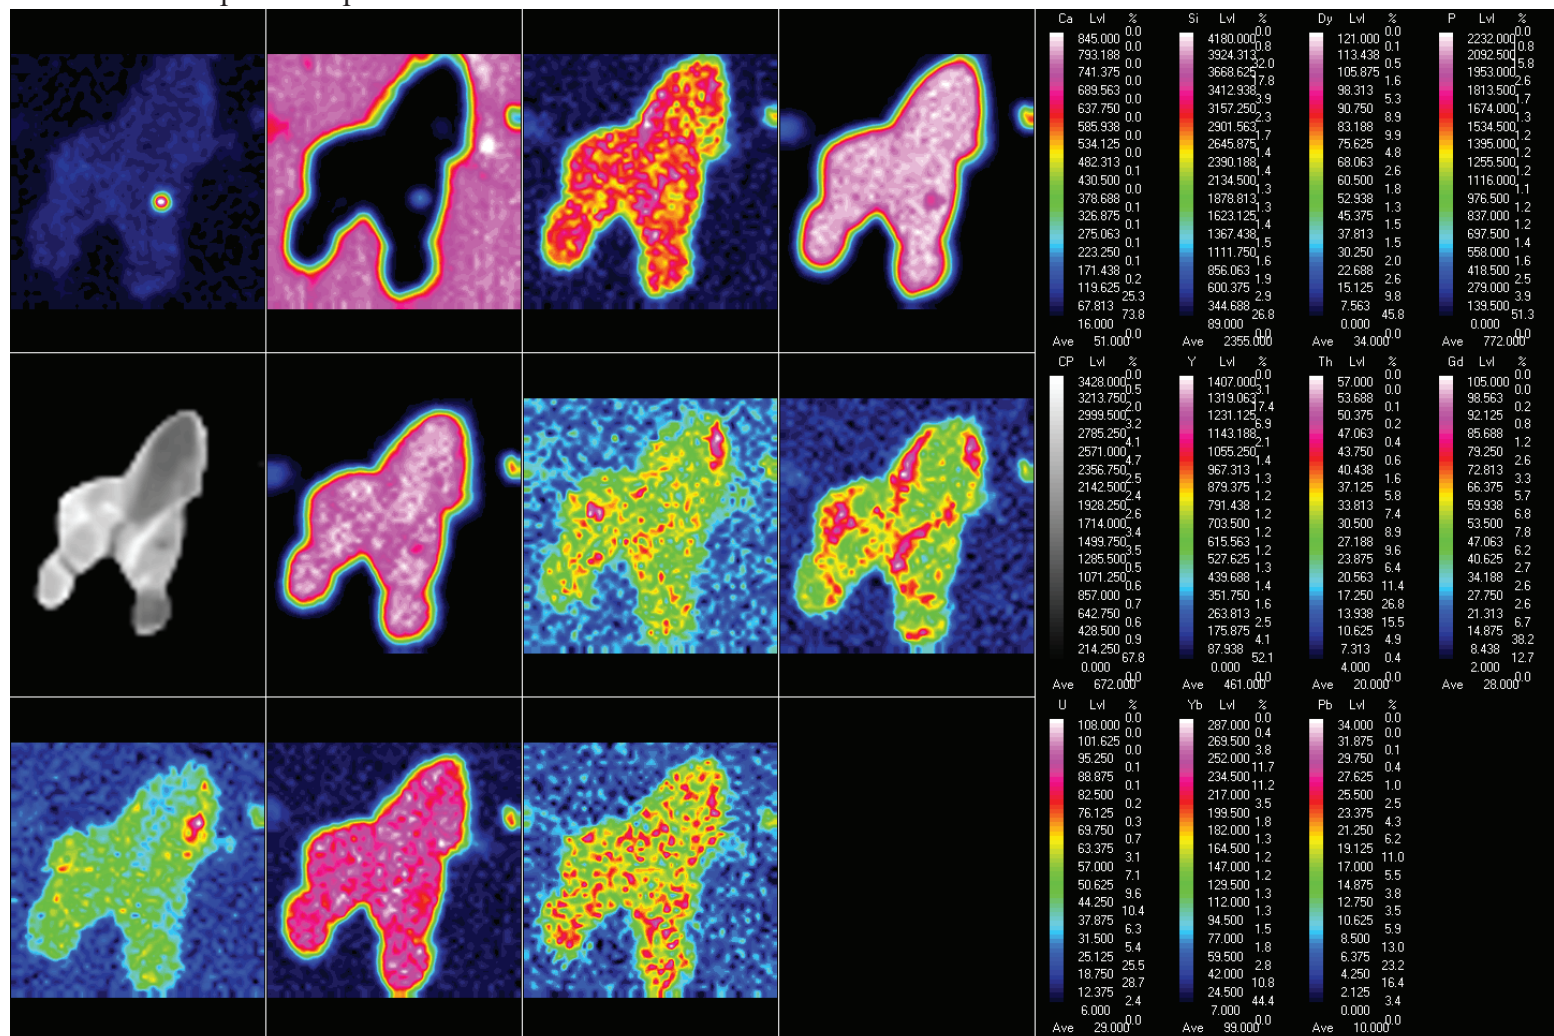 Ca Lvl % Si Lvl % Dy Lvl % P Lvl %
0.0 0.0 0.0 0.0
845.000 0.0 4180.000 0.8 121.000 0.1 2232.000 10.8
793.188 0.0 3924.313 32.0 113.438 0.5 2092.500 15.8
741.375 0.0 3668.625 17.8 105.875 1.6 1953.000 2.6
689.563 0.0 3412.938 3.9 98.313 5.3 1813.500 1.7
637.750 0.0 3157.250 2.3 90.750 8.9 1674.000 1.3
585.938 0.0 2901.563 1.7 83.188 9.9 1534.500 1.2
534.125 0.0 2645.875 1.4 75.625 4.8 1395.000 1.2
482.313 0.1 2390.188 1.4 68.063 2.6 1255.500 1.2
430.500 0.0 2134.500 1.3 60.500 1.8 1116.000 1.1
378.688 0.1 1878.813 1.3 52.938 1.3 976.500 1.2
326.875 0.1 1623.125 1.4 45.375 1.4 837.000 1.2
275.063 0.1 1367.438 1.5 37.813 1.5 697.500 1.4
223.250 0.1 1111.750 1.6 30.250 2.0 558.000 1.6
171.438 0.2 856.063 1.9 22.688 2.6 418.500 2.5
119.625 25.3 600.375 2.9 15.125 9.8 279.000 3.9
67.813 73.8 344.688 26.8 7.563 45.8 139.500 51.3
16.000 0.0 89.000 0.0 0.000 0.0 0.000 0.0
Ave 51.000 Ave 2355.000 Ave 34.000 Ave 772.000
CP Lvl % Y Lvl % Th Lvl % Gd Lvl %
0.0 0.0 0.0 0.0
3428.000 0.5 1407.000 3.1 57.000 0.0 105.000 0.1
3213.750 2.0 1319.063 17.4 53.688 0.1 98.563 0.2
2999.500 3.2 1231.125 6.9 50.375 0.2 92.125 0.8
2785.250 4.1 1143.188 2.1 47.063 0.4 85.688 1.2
2571.000 4.7 1055.250 1.4 43.750 0.6 79.250 2.6
2356.750 2.5 967.313 1.3 40.438 1.6 72.813 3.3
2142.500 2.4 879.375 1.2 37.125 5.8 66.375 5.7
1928.250 2.6 791.438 1.2 33.813 7.4 59.938 6.8
1714.000 3.4 703.500 1.2 30.500 8.9 53.500 7.8
1499.750 3.5 615.563 1.2 27.188 9.6 47.063 6.2
1285.500 1.1 527.625 1.2 23.875 6.4 40.625 2.7
1071.250 0.6 439.688 1.4 20.563 11.4 34.188 2.6
857.000 0.7 351.750 1.6 17.250 26.8 27.750 2.6
642.750 0.6 263.813 2.5 13.938 15.5 21.313 6.7
428.500 0.9 175.875 4.1 10.625 4.9 14.875 38.2
214.250 67.8 87.938 52.1 7.313 0.4 8.438 12.7
0.000 0.0 0.000 0.0 4.000 0.0 2.000 0.0
Ave 672.000 Ave 461.000 Ave 20.000 Ave 28.000
U Lvl % Yb Lvl % Pb Lvl %
0.0 0.0 0.0
108.000 0.0 287.000 0.4 34.000 0.0
101.625 0.0 269.500 3.8 31.875 0.1
95.250 0.1 252.000 11.7 29.750 0.4
88.875 0.1 234.500 11.2 27.625 1.0
82.500 0.2 217.000 3.5 25.500 2.5
76.125 0.3 199.500 1.8 23.375 4.3
69.750 0.7 182.000 1.3 21.250 6.2
63.375 3.1 164.500 1.2 19.125 11.0
57.000 7.1 147.000 1.2 17.000 5.5
50.625 9.6 129.500 1.3 14.875 3.8
44.250 10.4 112.000 1.3 12.750 3.5
37.875 6.3 94.500 1.5 10.625 5.9
31.500 5.4 77.000 1.8 8.500 13.0
25.125 25.5 59.500 2.8 6.375 23.2
18.750 28.7 42.000 10.8 4.250 16.4
12.375 2.4 24.500 44.4 2.125 3.4
6.000 0.0 7.000 0.0 0.000 0.0
Ave 29.000 Ave 99.000 Ave 10.000